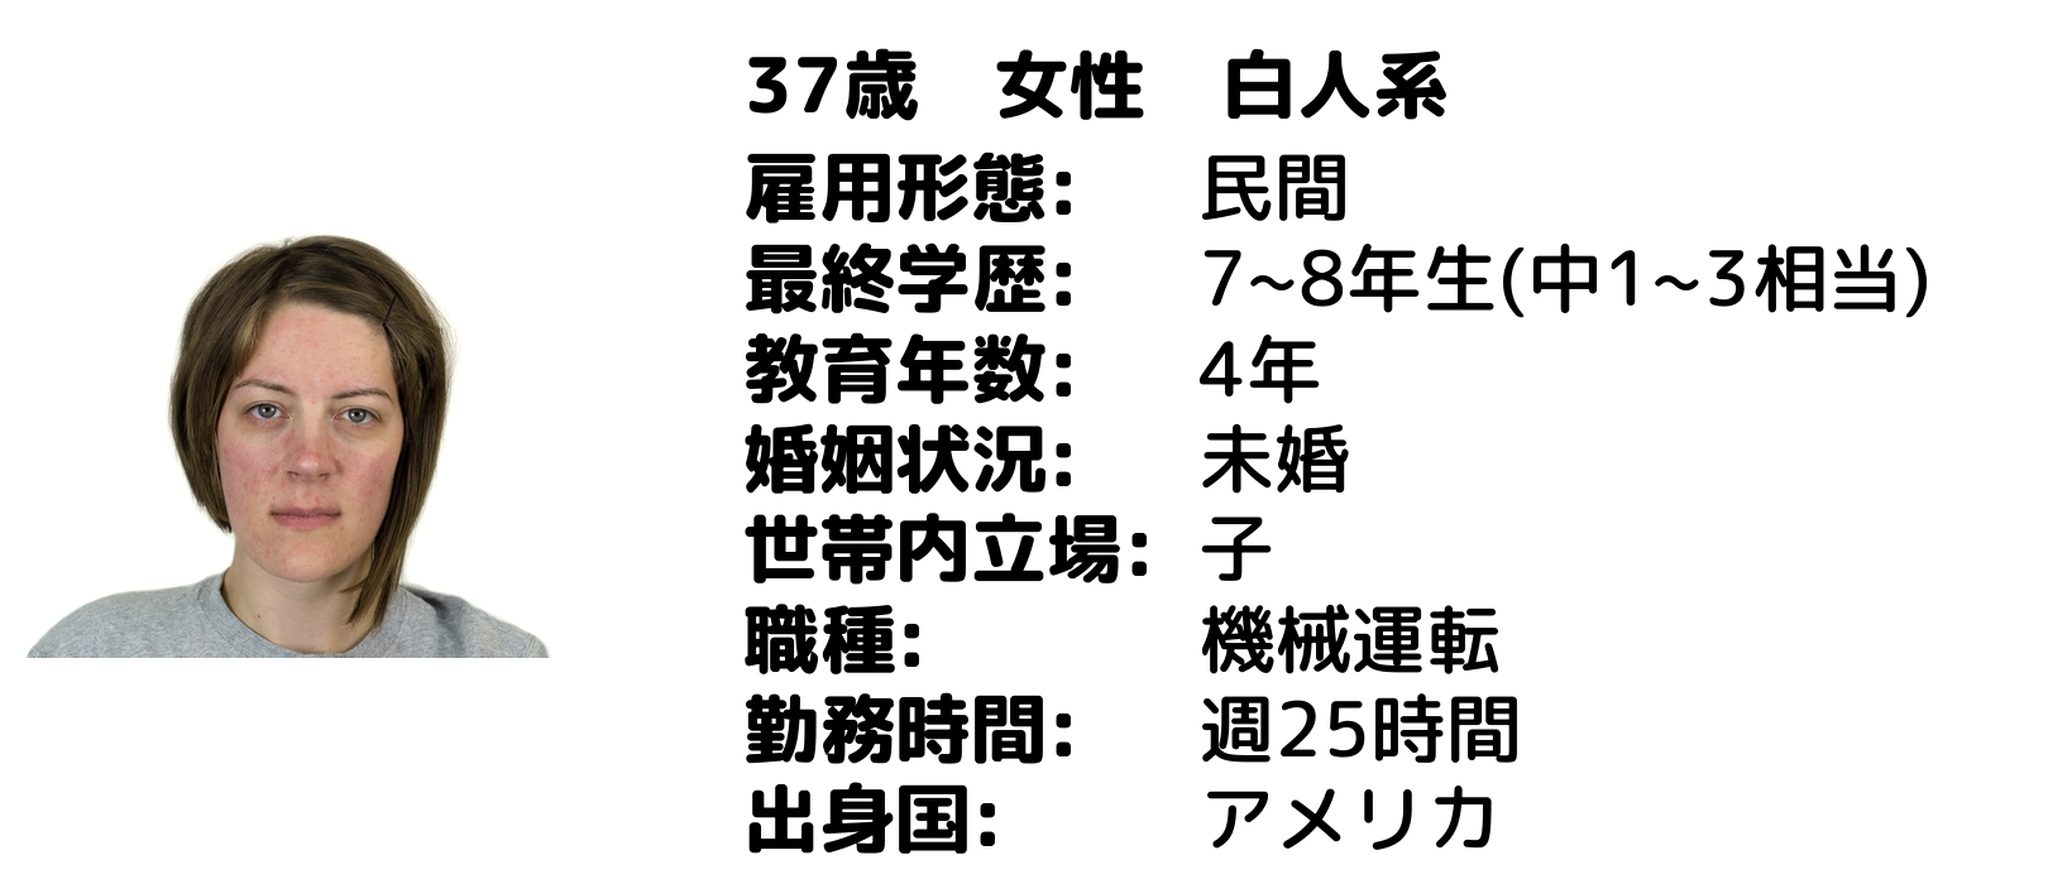 37歳　女性　白人系
雇用形態:　民間
最終学歴:　7~8年生(中1~3相当)
教育年数:　4年
婚姻状況:　未婚
世帯内立場:　子
職種:　機械運転
勤務時間:　週25時間
出身国:　アメリカ